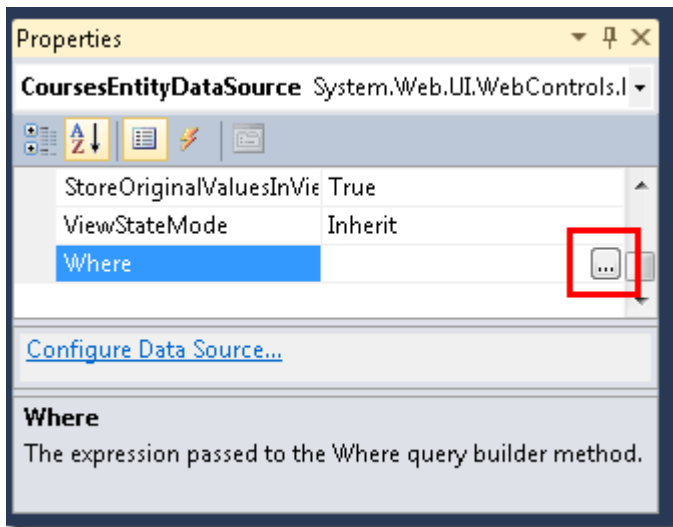 Properties
CoursesEntityDataSource System.Web.UI.WebControls.
StoreOriginalValuesInVie True
ViewStateMode Inherit
Where ...
Configure Data Source...
Where
The expression passed to the Where query builder method.